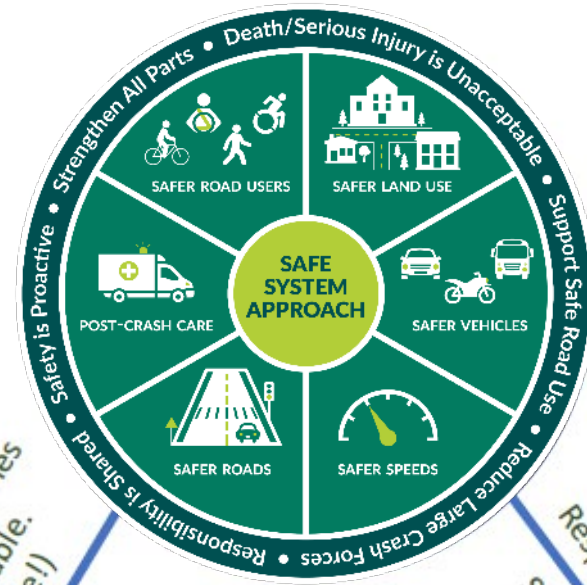 Death/Serious Injury is Unacceptable • Support Safe Road Use • Reduce Large Crash Forces • Responsibility is Shared • Safety is Proactive • Strengthen All Parts •
SAFER ROAD USERS
SAFER LAND USE
POST-CRASH CARE
SAFE
SYSTEM
APPROACH
SAFER VEHICLES
SAFER ROADS
SAFER SPEEDS